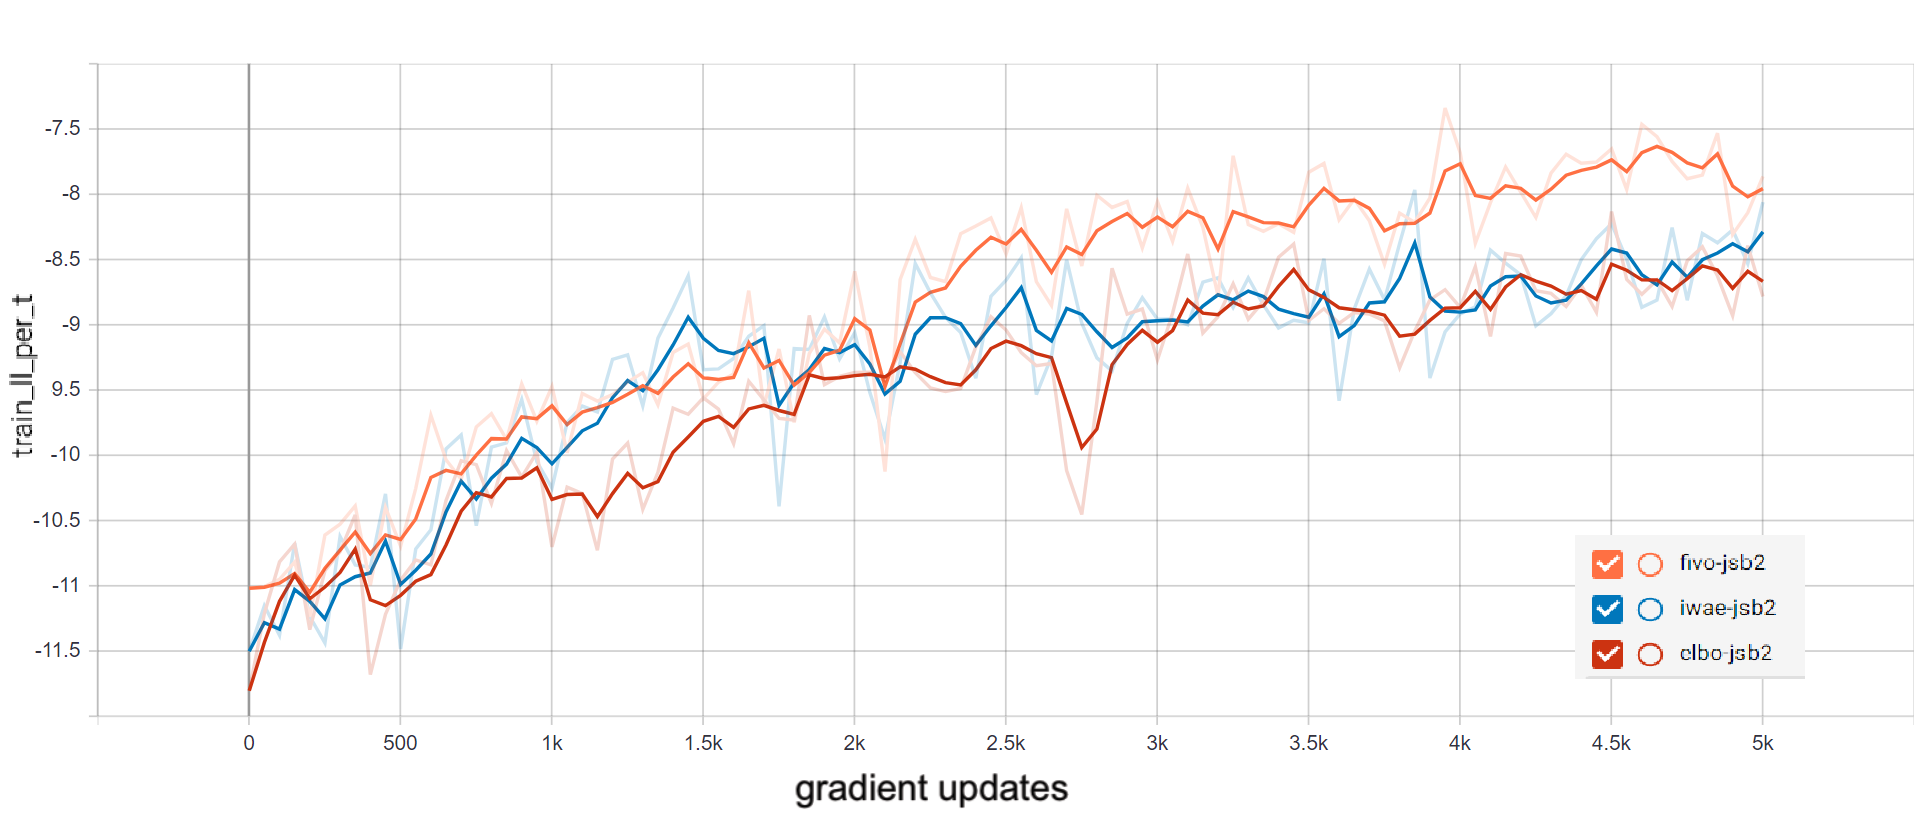 train_ll_per_t
-7.5
-8
-8.5
-9
-9.5
-10
-10.5
-11
-11.5
fivo-jsb2
iwae-jsb2
elbo-jsb2
0 500 1k 1.5k 2k 2.5k 3k 3.5k 4k 4.5k 5k
gradient updates